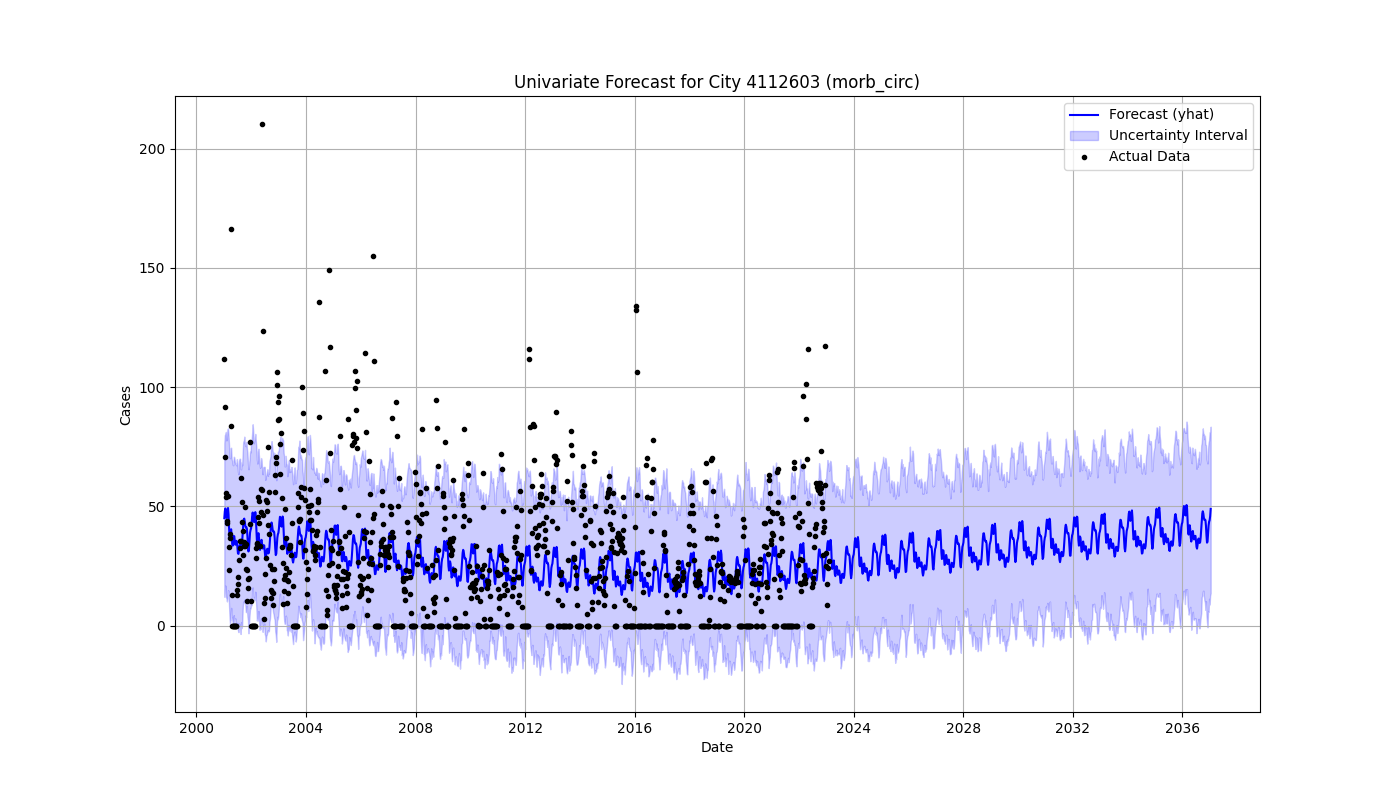 Univariate Forecast for City 4112603 (morb_circ)
Forecast (yhat)
Uncertainty Interval
Actual Data
200
150
100
50
0
Cases
2000 2004 2008 2012 2016 2020 2024 2028 2032 2036
Date